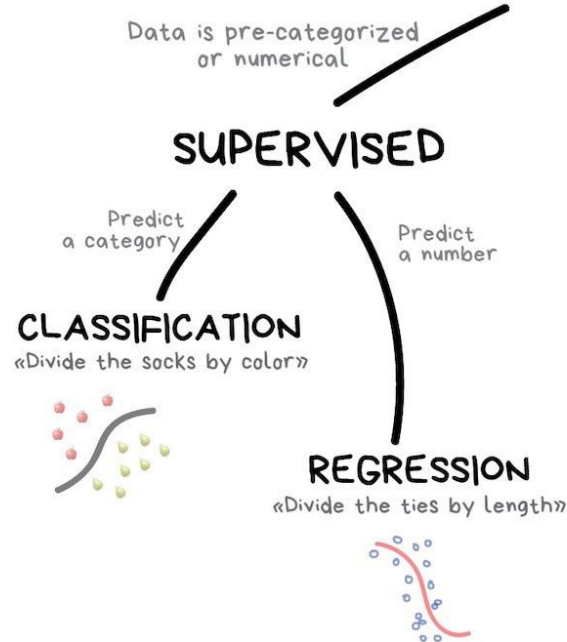 Data is pre-categorized
or numerical
SUPERVISED
Predict
a category
Predict
a number
CLASSIFICATION
«Divide the socks by color»
REGRESSION
«Divide the ties by length»